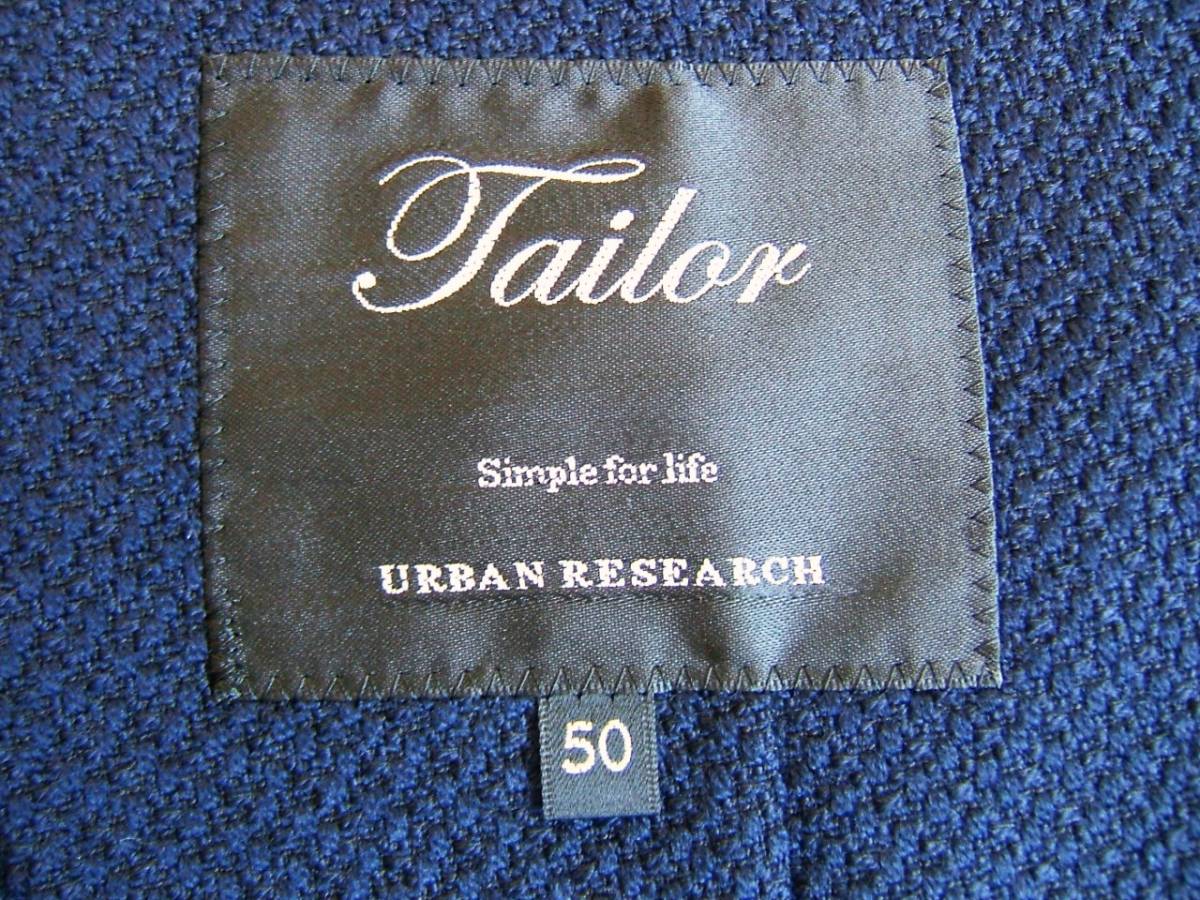 Tailor
Simple for life
URBAN RESEARCH
50